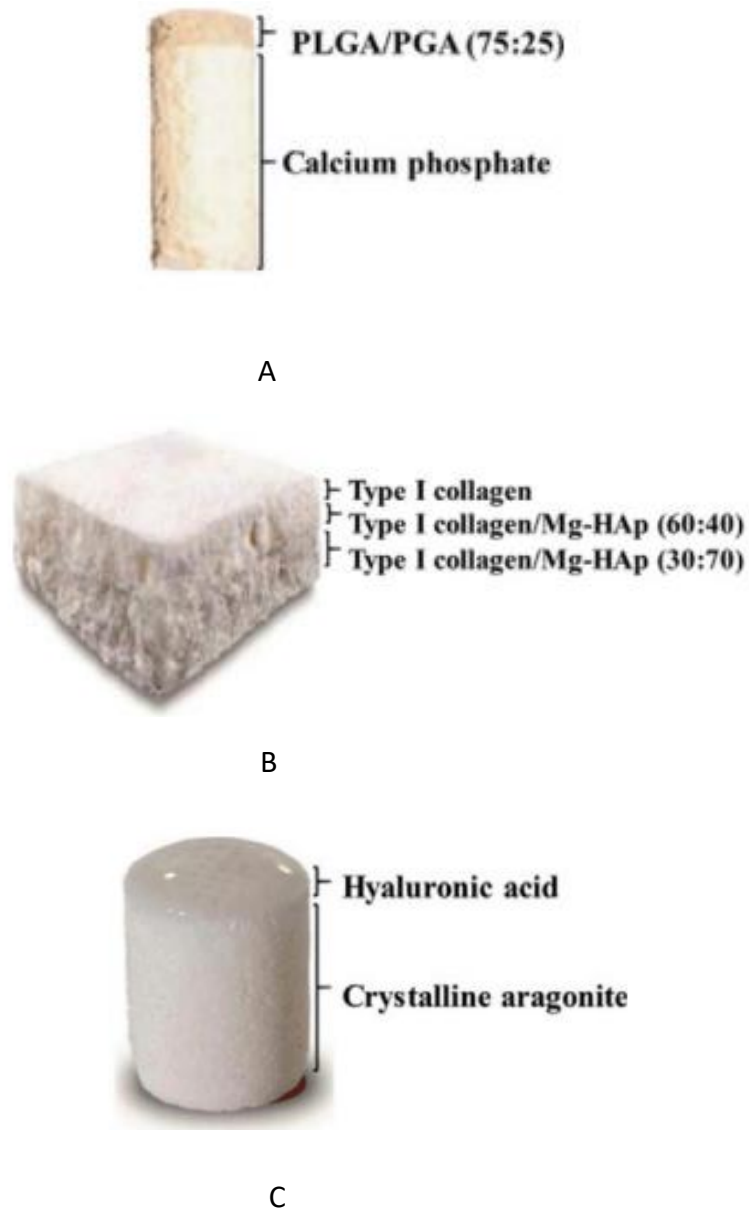 PLGA/PGA (75:25)
Calcium phosphate
A
Type I collagen
Type I collagen/Mg-HAp (60:40)
Type I collagen/Mg-HAp (30:70)
B
Hyaluronic acid
Crystalline aragonite
C